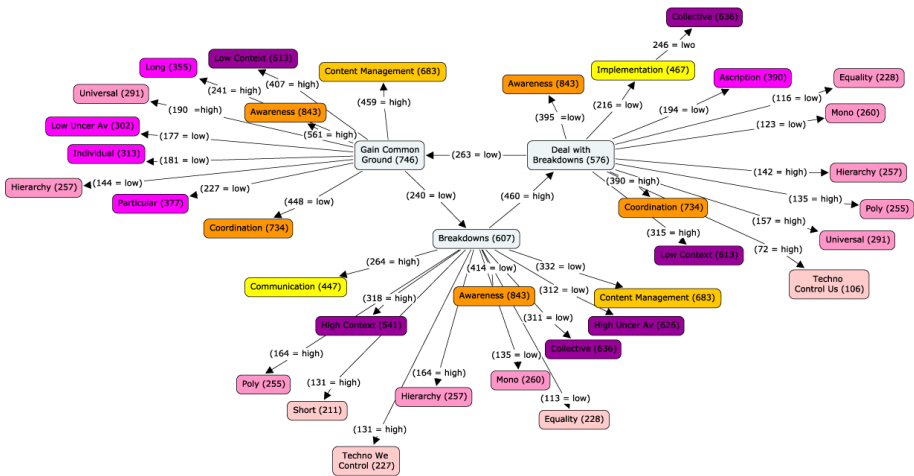 Collective (636)
246 = lwo
Low Context (613)
Long (355)
Content Management (683)
Implementation (467)
Ascription (390)
Equality (228)
Universal (291)
(407 = high)
(241 = high)
(459 = high)
Awareness (843)
(116 = low)
(190 =high)
Awareness (843)
(216 = low)
(194 = low)
Mono (260)
(395 = low)
(123 = low)
Low Uncer Av (302)
(177 = low)
(561 = high)
Gain Common
Ground (746)
(263 = low)
Deal with
Breakdowns (576)
Individual (313)
(181 = low)
(142 = high)
Hierarchy (257)
Hierarchy (257)
(144 = low)
(227 = low)
(240 = low)
(460 = high)
(390 = high)
Particular (377)
(135 = high)
Poly (255)
Coordination (734)
(448 = low)
Coordination (734)
(157 = high)
Universal (291)
Breakdowns (607)
(315 = high)
Low Context (613)
(72 = high)
(264 = high)
(414 = low)
(332 = low)
Techno
Control Us (106)
Communication (447)
Awareness (843)
(312 = low)
Content Management (683)
(318 = high)
High Context (541)
(311 = low)
High Uncer Av (626)
Collective (636)
(164 = high)
(135 = low)
(164 = high)
Poly (255)
(131 = high)
Mono (260)
Hierarchy (257)
(113 = low)
Short (211)
Equality (228)
(131 = high)
Techno We
Control (227)